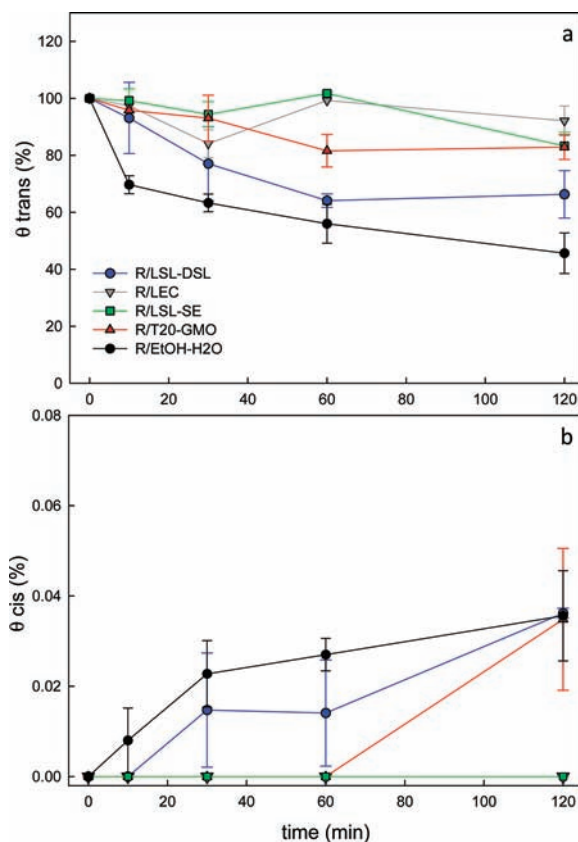 a
120
100
80
60
40
20
0
θ trans (%)
R/LSL-DSL
R/LEC
R/LSL-SE
R/T20-GMO
R/EtOH-H2O
0 20 40 60 80 100 120
b
0.08
0.06
0.04
0.02
0.00
θ cis (%)
0 20 40 60 80 100 120
time (min)